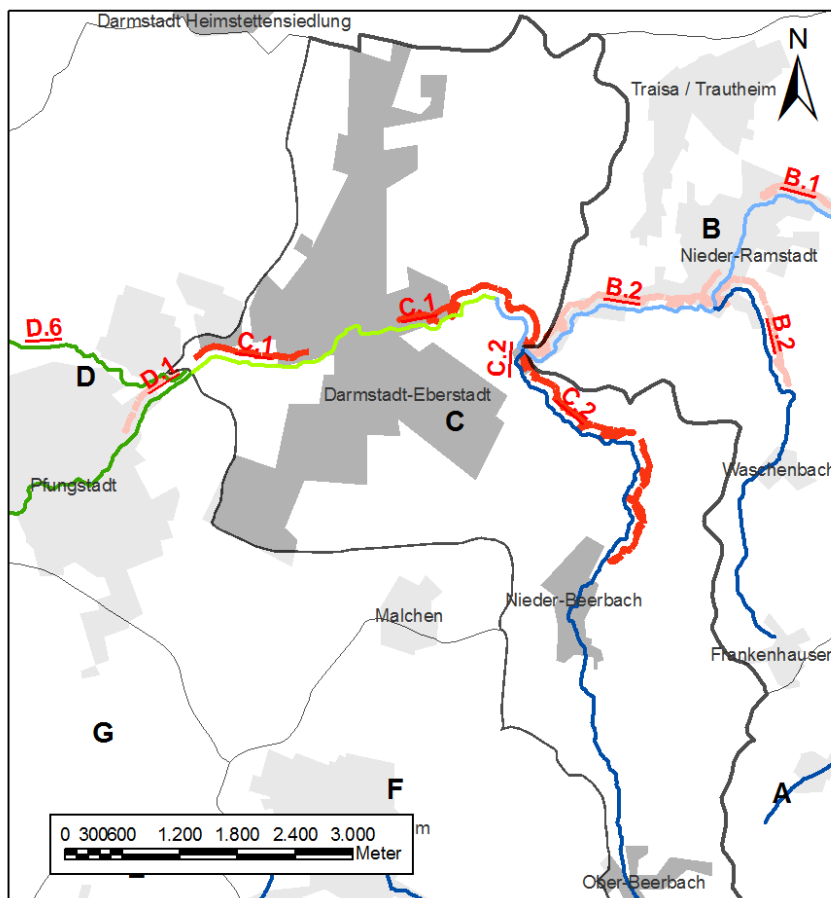 Darmstadt Heimstettensiedlung
N
Traisa / Trautheim
B.1
B
Nieder-Ramstadt
B.2
C.1
D.6
C.1
B.2
D.1
C.2
D
Darmstadt-Eberstadt
C.2
C
Waschenbach
Pfungstadt
Nieder-Beerbach
Malchen
Frankenhausen
G
F
A
0 300600 1.200 1.800 2.400 3.000
Meter
m
Ober-Beerbach